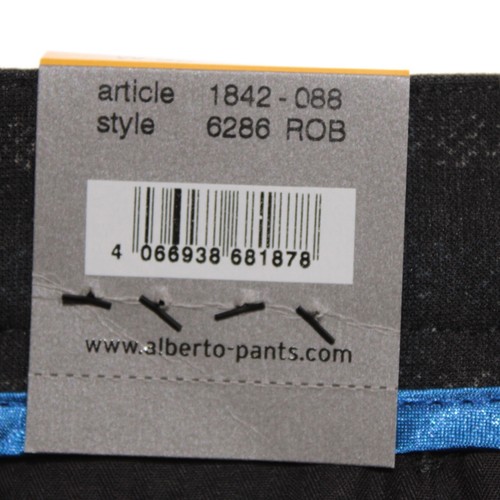 article 1842 - 088
style 6286 ROB
4 066938 681878
www.alberto-pants.com